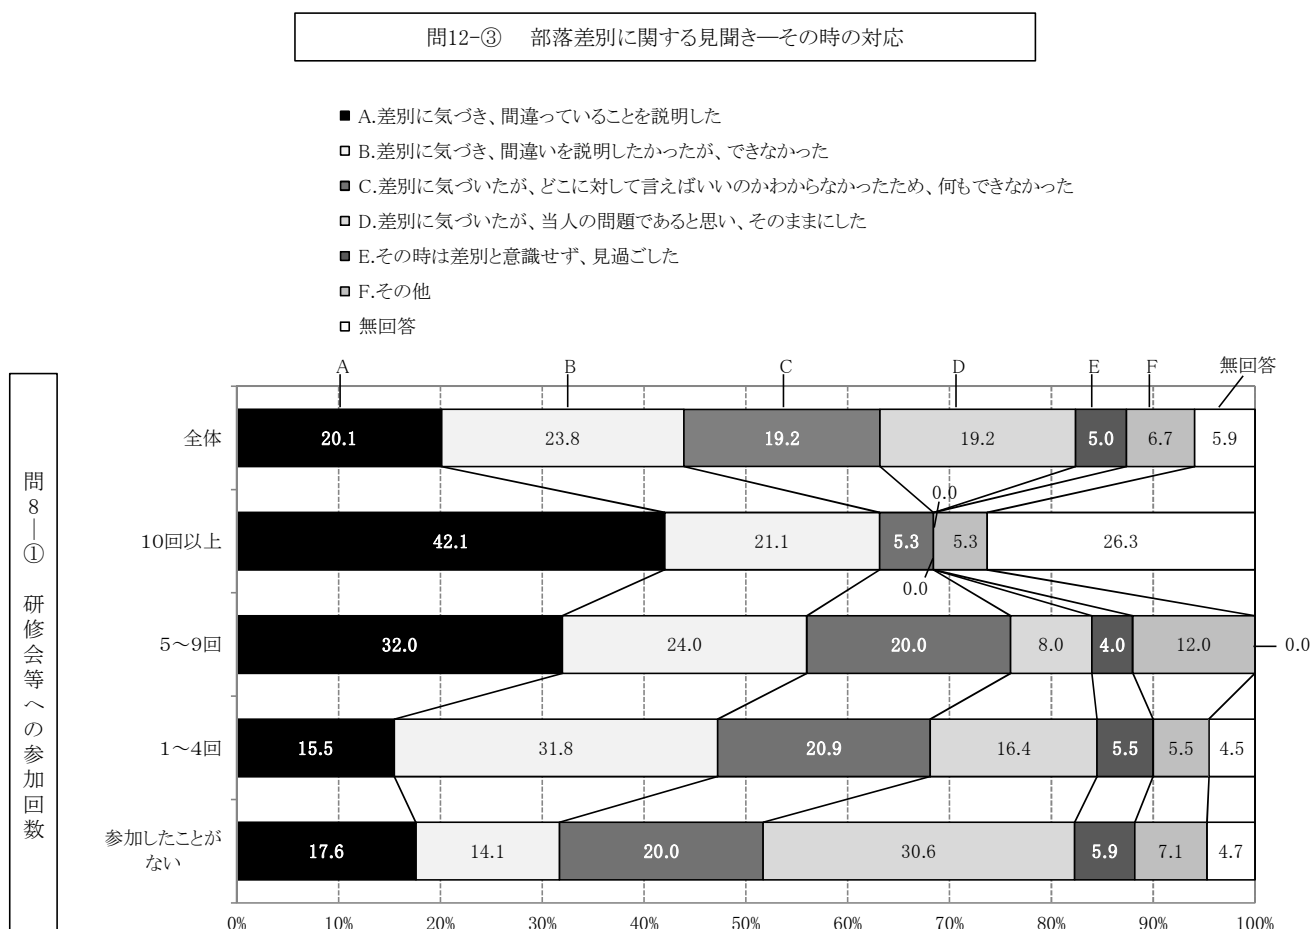 問12-③ 部落差別に関する見聞き―その時の対応
A.差別に気づき、間違っていることを説明した
B.差別に気づき、間違いを説明したかったが、できなかった
C.差別に気づいたが、どこに対して言えばいいのかわからなかったため、何もできなかった
D.差別に気づいたが、当人の問題であると思い、そのままにした
E.その時は差別と意識せず、見過ごした
F.その他
無回答
A B C D E F 無回答
全体 20.1 23.8 19.2 19.2 5.0 6.7 5.9
0.0
10回以上 42.1 21.1 5.3 5.3 26.3
0.0
5～9回 32.0 24.0 20.0 8.0 4.0 12.0 0.0
1～4回 15.5 31.8 20.9 16.4 5.5 5.5 4.5
参加したことが
ない
17.6 14.1 20.0 30.6 5.9 7.1 4.7
0% 10% 20% 30% 40% 50% 60% 70% 80% 90% 100%
問8―① 研修会等への参加回数